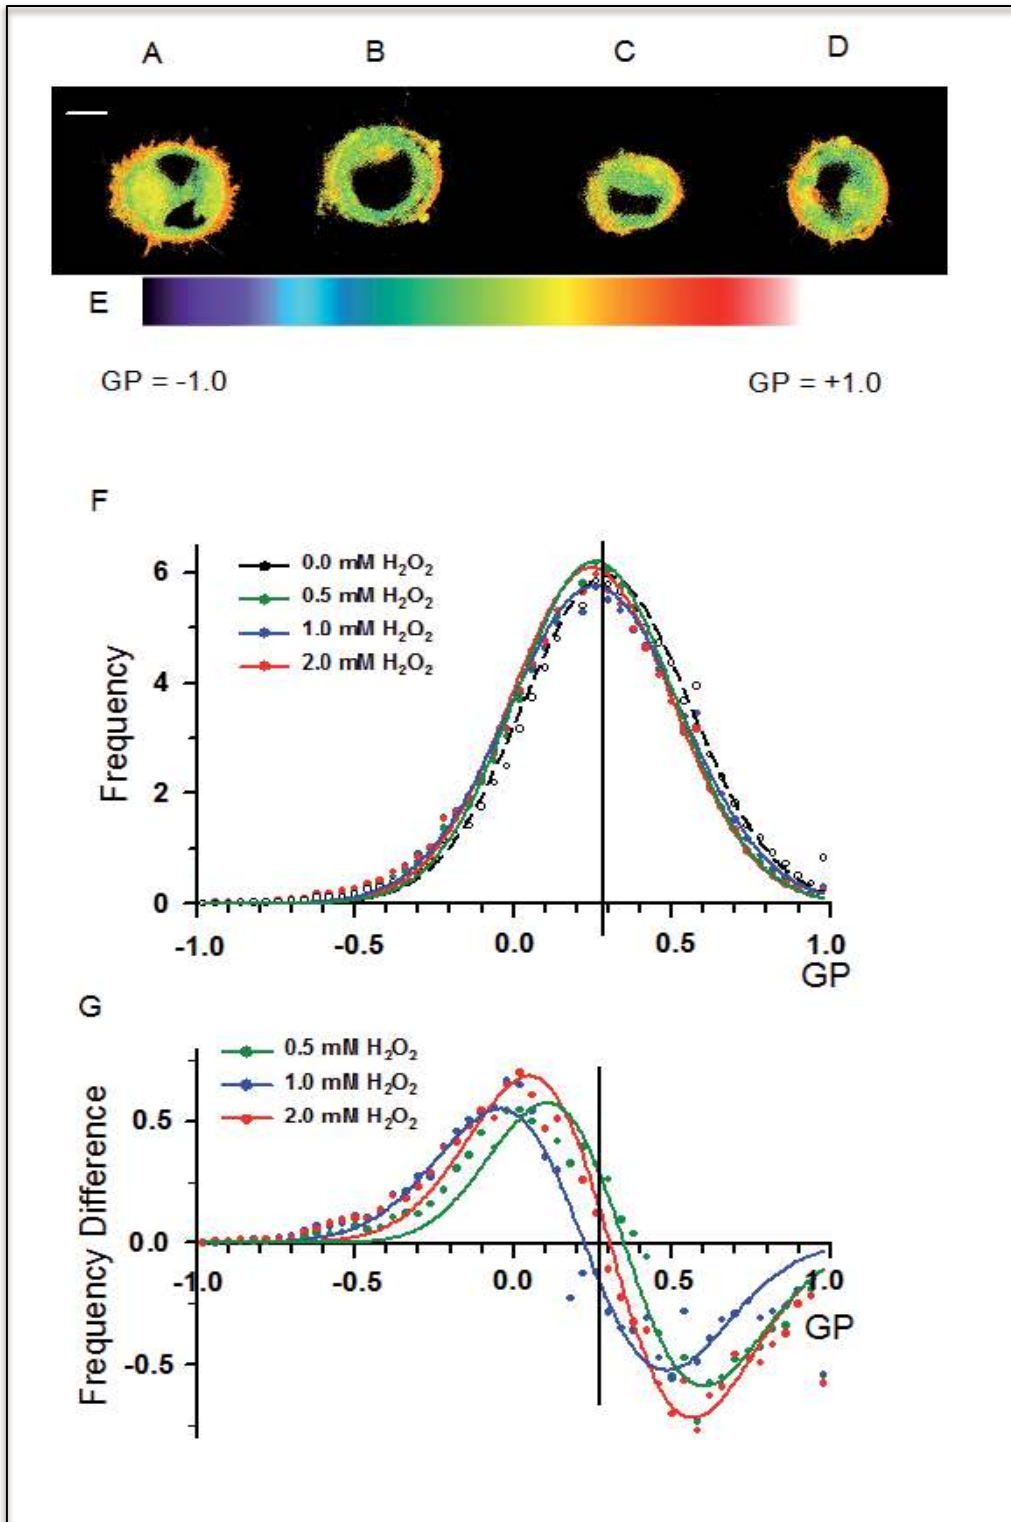 A B C D
E
GP = -1.0 GP = +1.0
F
0.0 mM H₂O₂
0.5 mM H₂O₂
1.0 mM H₂O₂
2.0 mM H₂O₂
Frequency
6
4
2
0
-1.0 -0.5 0.0 0.5 1.0
GP
G
0.5 mM H₂O₂
1.0 mM H₂O₂
2.0 mM H₂O₂
Frequency Difference
0.5
0.0
-1.0 -0.5 0.0 0.5 1.0
GP
-0.5